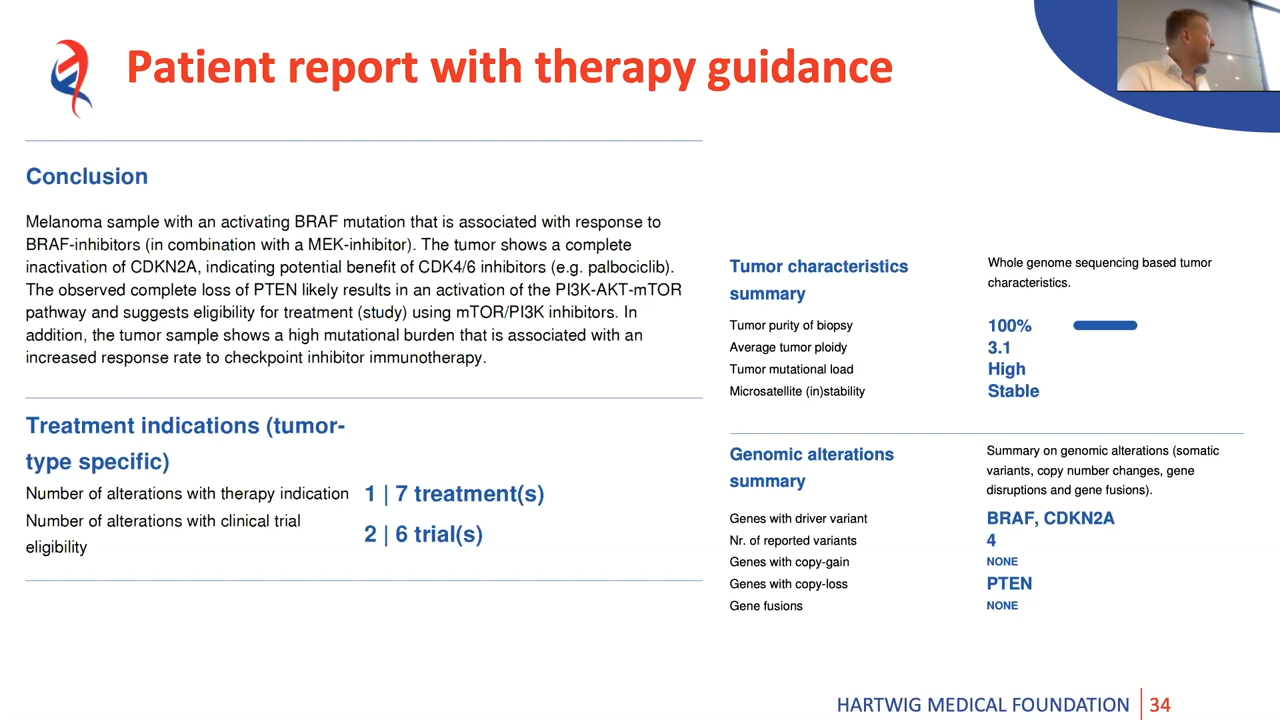 Patient report with therapy guidance
Conclusion
Melanoma sample with an activating BRAF mutation that is associated with response to
BRAF-inhibitors (in combination with a MEK-inhibitor). The tumor shows a complete
inactivation of CDKN2A, indicating potential benefit of CDK4/6 inhibitors (e.g. palbociclib).
The observed complete loss of PTEN likely results in an activation of the PI3K-AKT-mTOR
pathway and suggests eligibility for treatment (study) using mTOR/PI3K inhibitors. In
addition, the tumor sample shows a high mutational burden that is associated with an
increased response rate to checkpoint inhibitor immunotherapy.
Treatment indications (tumor-
type specific)
Number of alterations with therapy indication 1 | 7 treatment(s)
Number of alterations with clinical trial
eligibility 2 | 6 trial(s)
Tumor characteristics
summary
Whole genome sequencing based tumor
characteristics.
Tumor purity of biopsy 100%
Average tumor ploidy 3.1
Tumor mutational load High
Microsatellite (in)stability Stable
Genomic alterations
summary
Summary on genomic alterations (somatic
variants, copy number changes, gene
disruptions and gene fusions).
Genes with driver variant BRAF, CDKN2A
Nr. of reported variants 4
Genes with copy-gain NONE
Genes with copy-loss PTEN
Gene fusions NONE
HARTWIG MEDICAL FOUNDATION 34